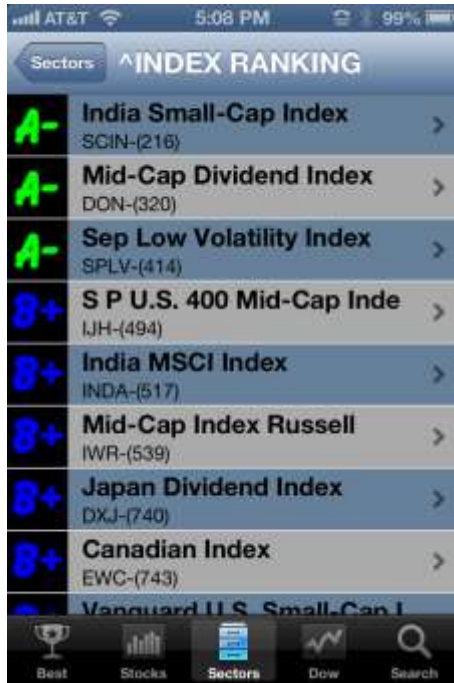 AT&T 5:08 PM 99%
Sectors ^INDEX RANKING
A- India Small-Cap Index
SCIN-(216)
A- Mid-Cap Dividend Index
DON-(320)
A- Sep Low Volatility Index
SPLV-(414)
B+ S P U.S. 400 Mid-Cap Inde
IJH-(494)
B+ India MSCI Index
INDA-(517)
B+ Mid-Cap Index Russell
IWR-(539)
B+ Japan Dividend Index
DXJ-(740)
B+ Canadian Index
EWC-(743)
Vanguard U.S. Small-Cap I
Best Stocks Sectors Dow Search